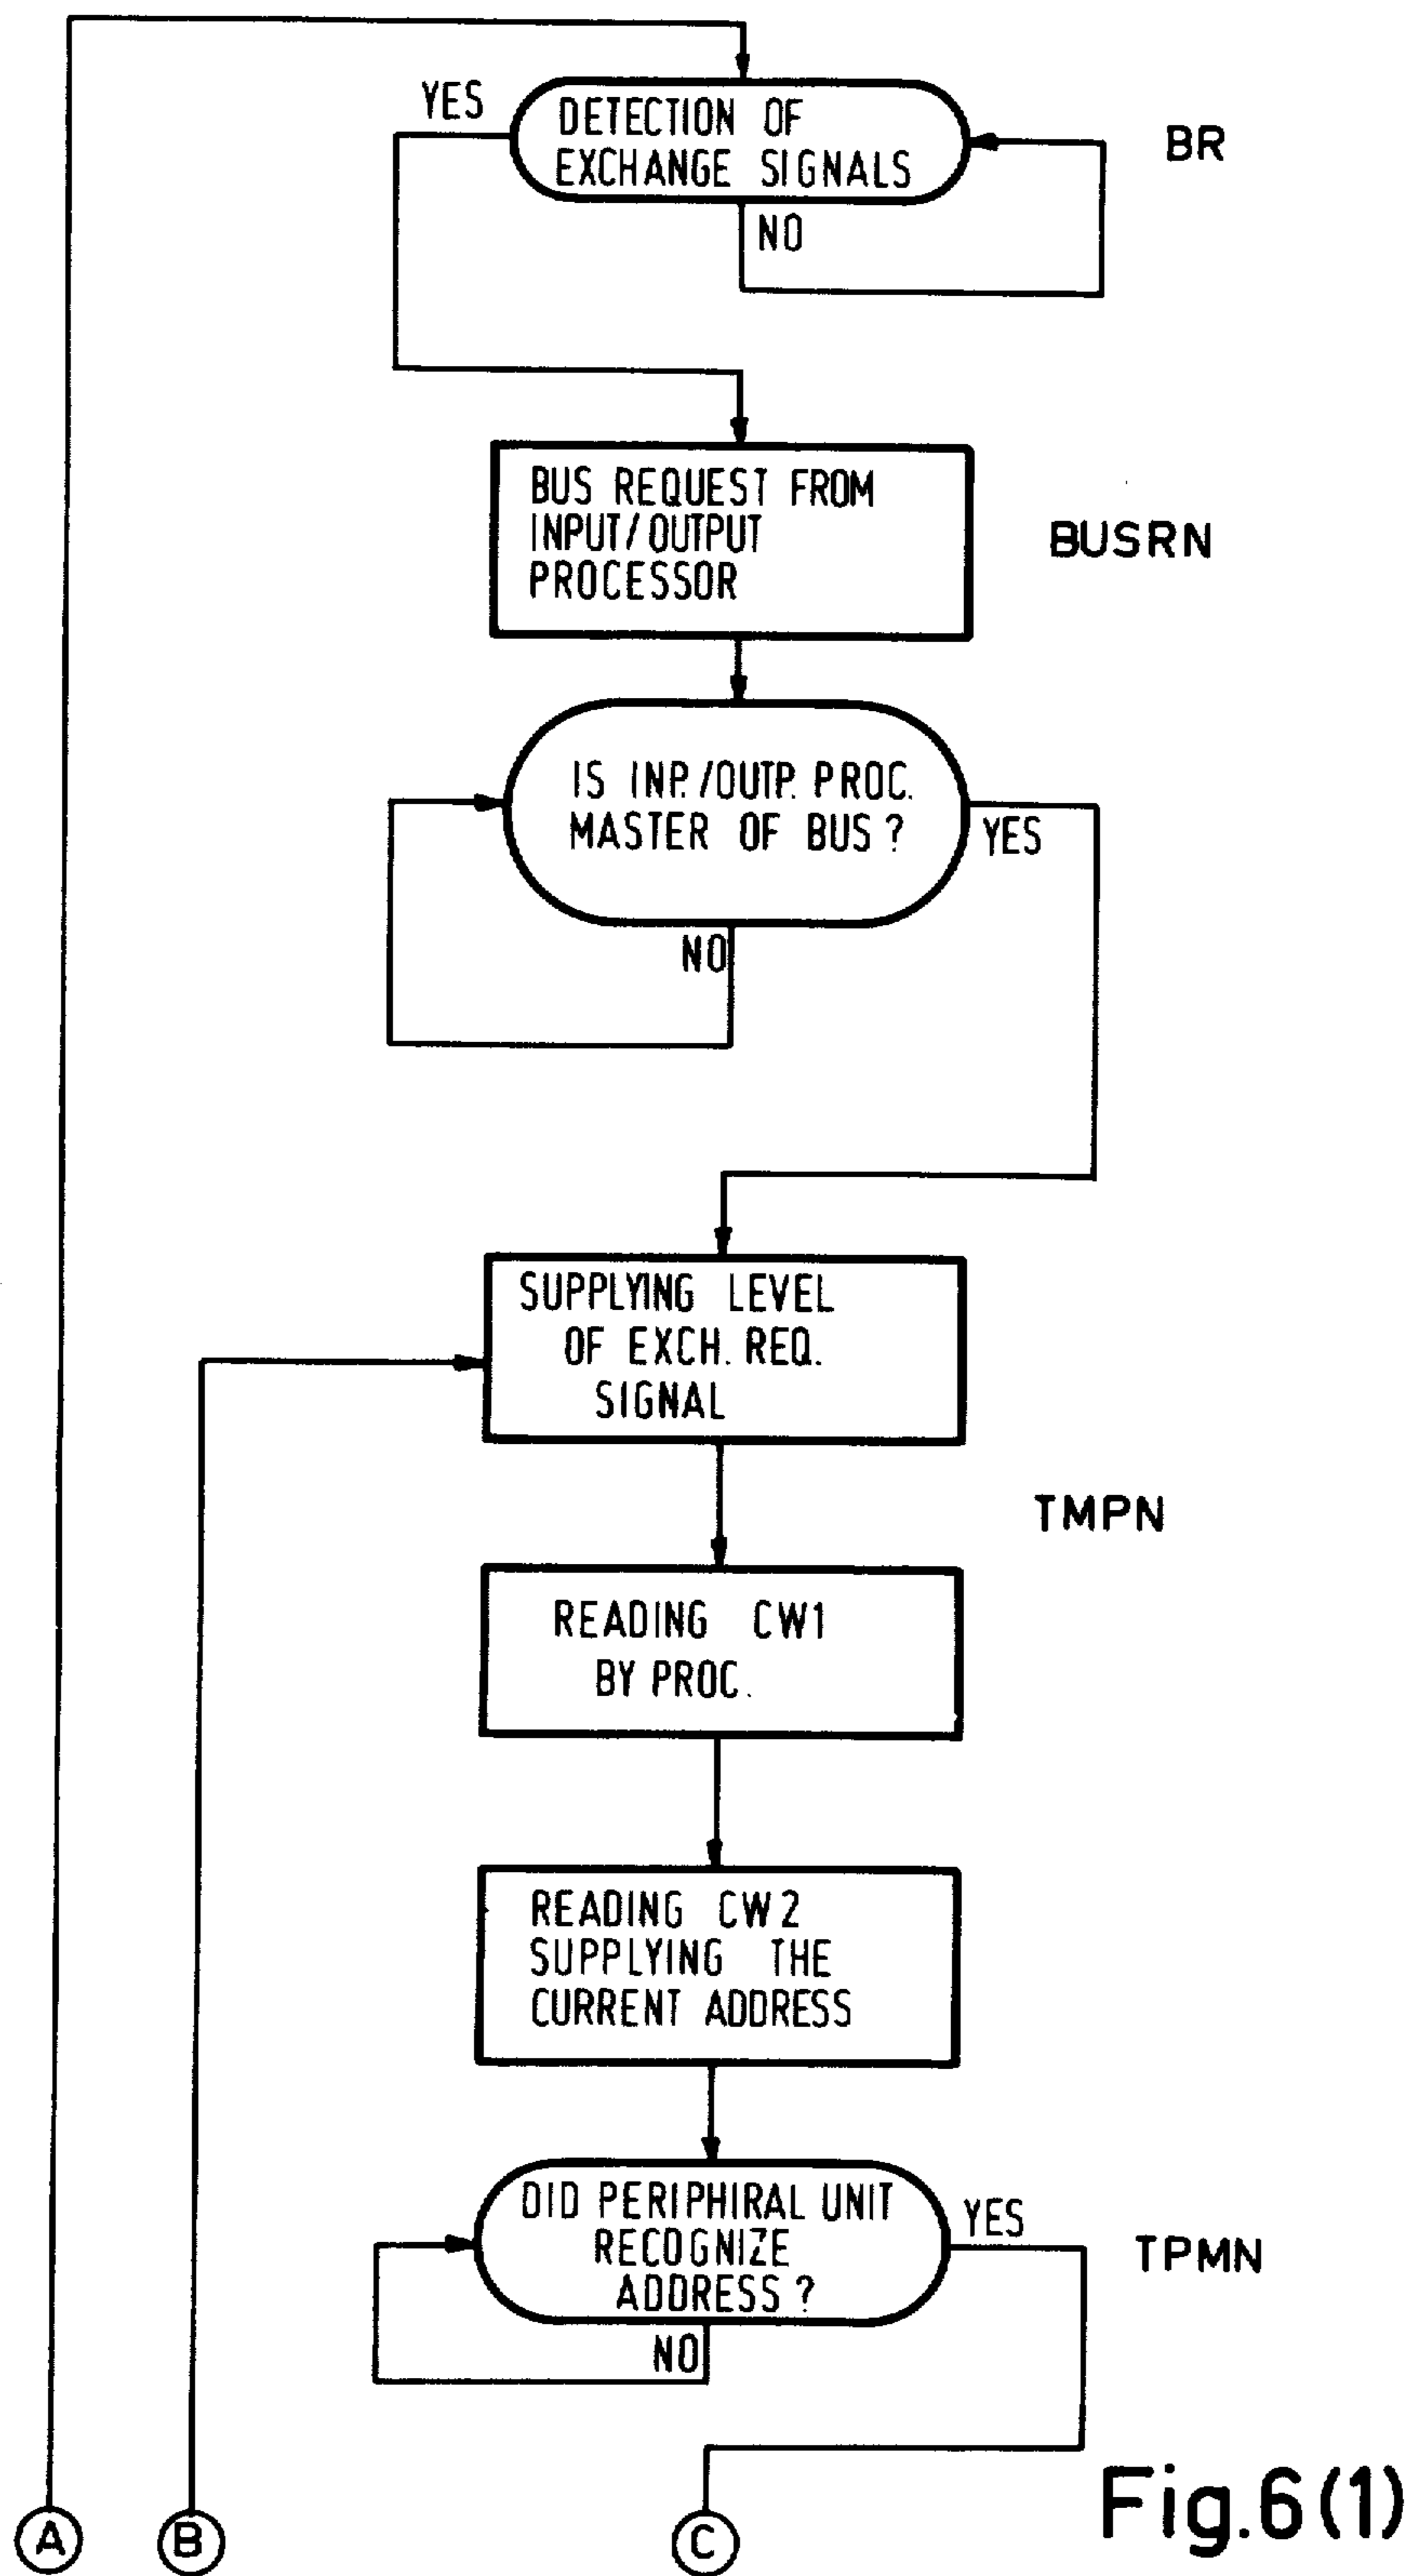 YES
DETECTION OF
EXCHANGE SIGNALS
BR
NO
BUS REQUEST FROM
INPUT/OUTPUT
PROCESSOR
BUSRN
IS INP./OUTP. PROC.
MASTER OF BUS ?
YES
NO
SUPPLYING LEVEL
OF EXCH. REQ.
SIGNAL
TMPN
READING CW1
BY PROC.
READING CW2
SUPPLYING THE
CURRENT ADDRESS
DID PERIPHIRAL UNIT
RECOGNIZE
ADDRESS ?
YES
TPMN
NO
A
B
C
Fig.6(1)